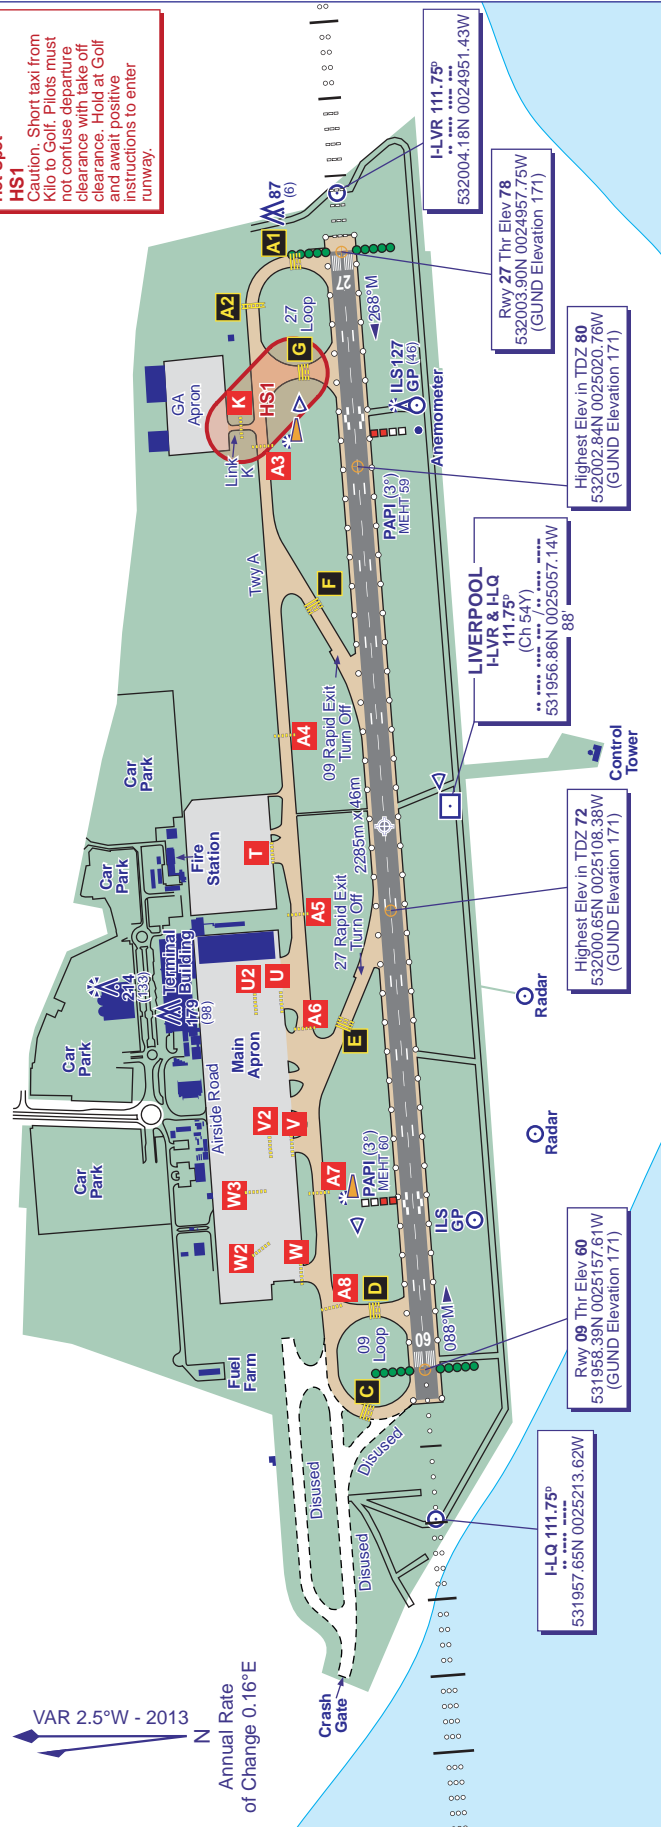 Hot Spot
HS1
Caution. Short taxi from
Kilo to Golf. Pilots must
not confuse departure
clearance with take off
clearance. Hold at Golf
and await positive
instructions to enter
runway.
I-LVR 111.75ᴰ
•• •−•• •••− •−•
532004.18N 0024951.43W
87
(6)
A1
A2
27
Loop
G
27
268°M
Rwy 27 Thr Elev 78
532003.90N 0024957.75W
(GUND Elevation 171)
GA
Apron
K
HS1
Link
K
A3
ILS127
GP (46)
Anemometer
PAPI (3°)
MEHT 59
Highest Elev in TDZ 80
532002.84N 0025020.76W
(GUND Elevation 171)
Twy A
F
09 Rapid Exit
Turn Off
A4
LIVERPOOL
I-LVR & I-LQ
111.75ᴰ
(Ch 54Y)
•• •−•• •••− •−• / •• •−•• −−•−
531956.86N 0025057.14W
88'
Control
Tower
Car
Park
Car
Park
Fire
Station
T
2285m x 46m
A5
27 Rapid Exit
Turn Off
Highest Elev in TDZ 72
532000.65N 0025108.38W
(GUND Elevation 171)
214
(133)
Terminal
Building
179
(98)
U2
U
A6
E
Radar
Car
Park
Main
Apron
Airside Road
V2
V
Radar
Car
Park
W3
A7
PAPI (3°)
MEHT 60
ILS
GP
W2
W
A8
D
09
Loop
09
088°M
Rwy 09 Thr Elev 60
531958.39N 0025157.61W
(GUND Elevation 171)
Fuel
Farm
C
Disused
Disused
Disused
I-LQ 111.75ᴰ
•• •−•• −−•−
531957.65N 0025213.62W
Crash
Gate
VAR 2.5°W - 2013
N
Annual Rate
of Change 0.16°E